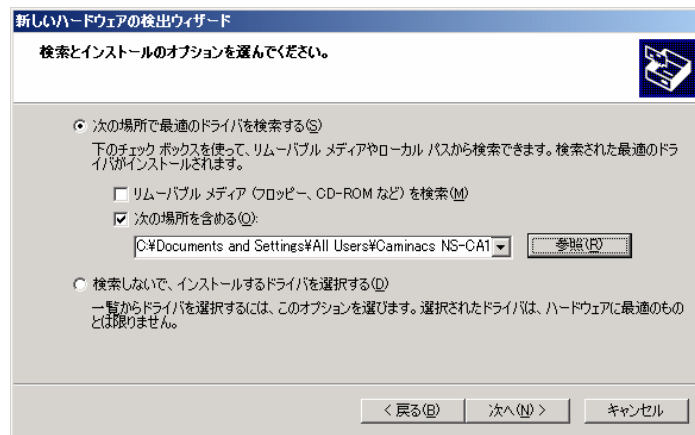 新しいハードウェアの検出ウィザード
検索とインストールのオプションを選んでください。
次の場所で最適のドライバを検索する(S)
下のチェック ボックスを使って、リムーバブル メディアやローカル パスから検索できます。検索された最適のドラ
イバがインストールされます。
リムーバブル メディア (フロッピー、CD-ROM など) を検索(M)
次の場所を含める(O):
C:¥Documents and Settings¥All Users¥Caminacs NS-CA1
参照(R)
検索しないで、インストールするドライバを選択する(D)
一覧からドライバを選択するには、このオプションを選びます。選択されたドライバは、ハードウェアに最適のもの
とは限りません。
< 戻る(B)
次へ(N) >
キャンセル